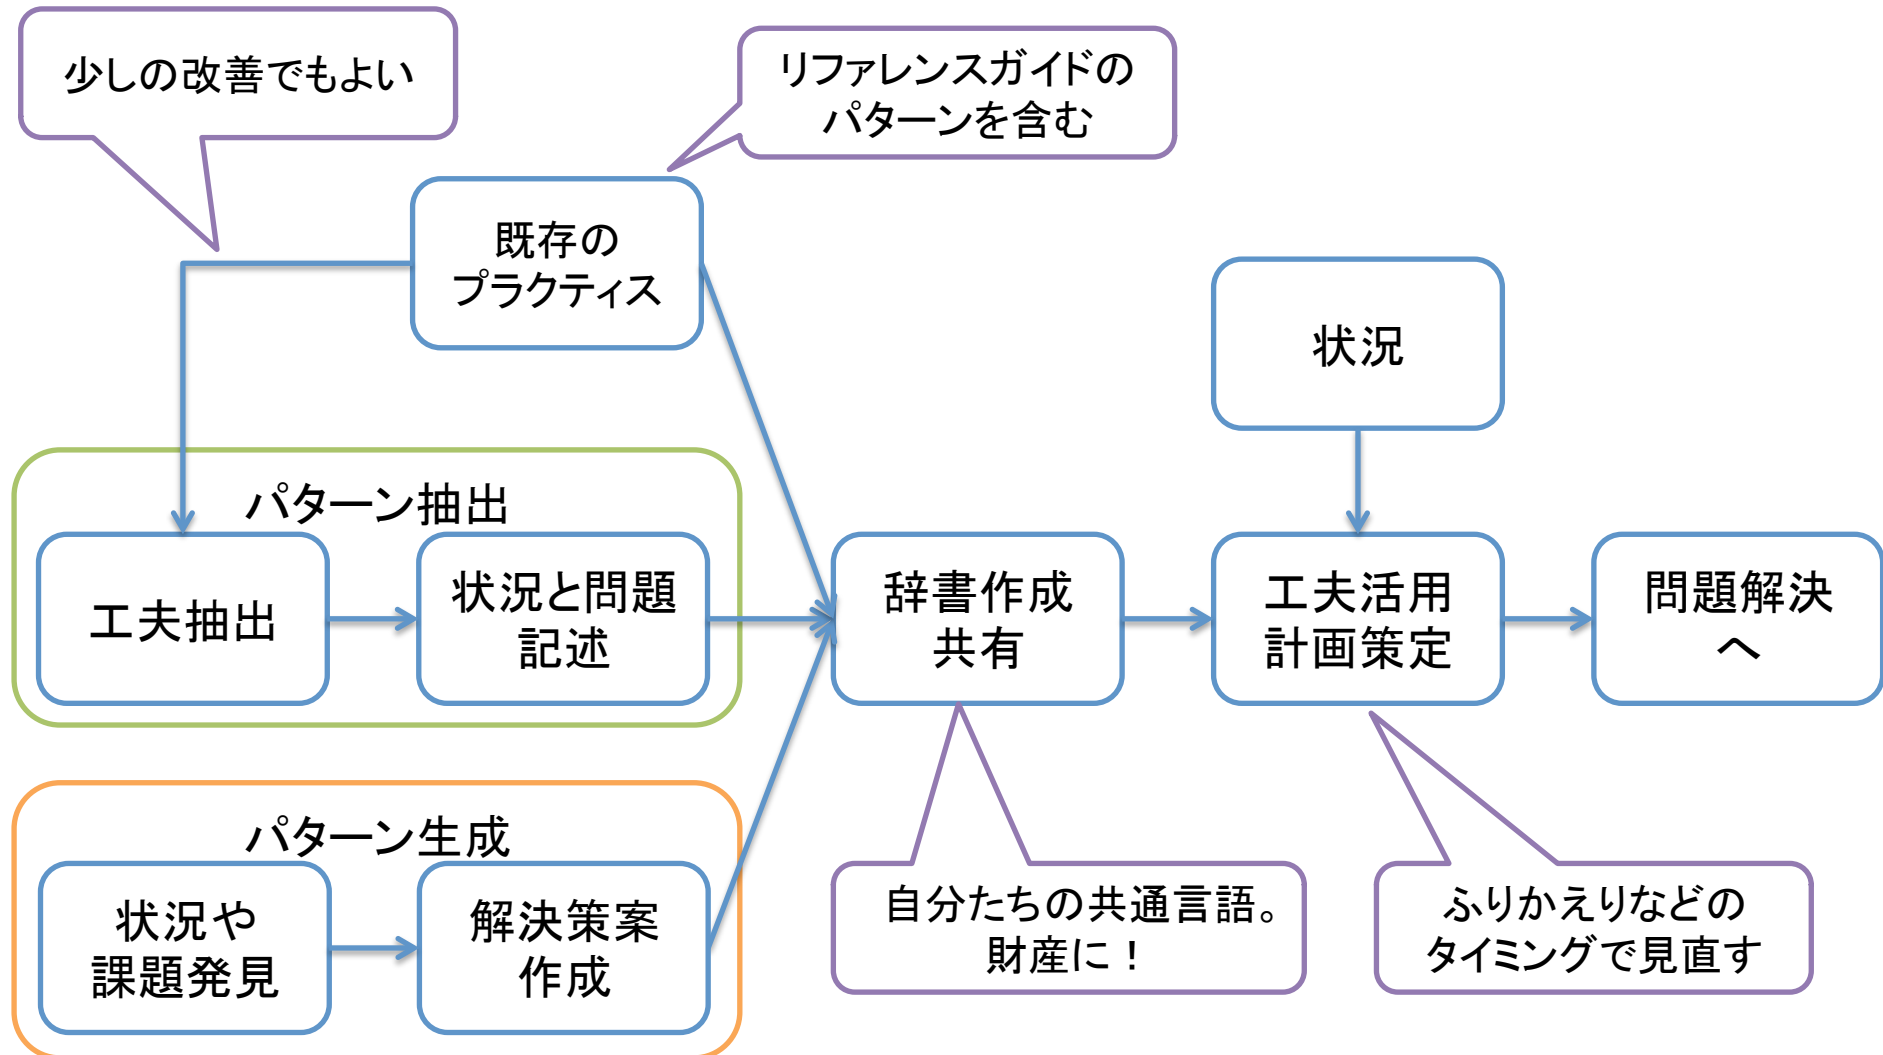 少しの改善でもよい
リファレンスガイドの
パターンを含む
既存の
プラクティス
状況
パターン抽出
工夫抽出
状況と問題
記述
辞書作成
共有
工夫活用
計画策定
問題解決
へ
パターン生成
状況や
課題発見
解決策案
作成
自分たちの共通言語。
財産に！
ふりかえりなどの
タイミングで見直す